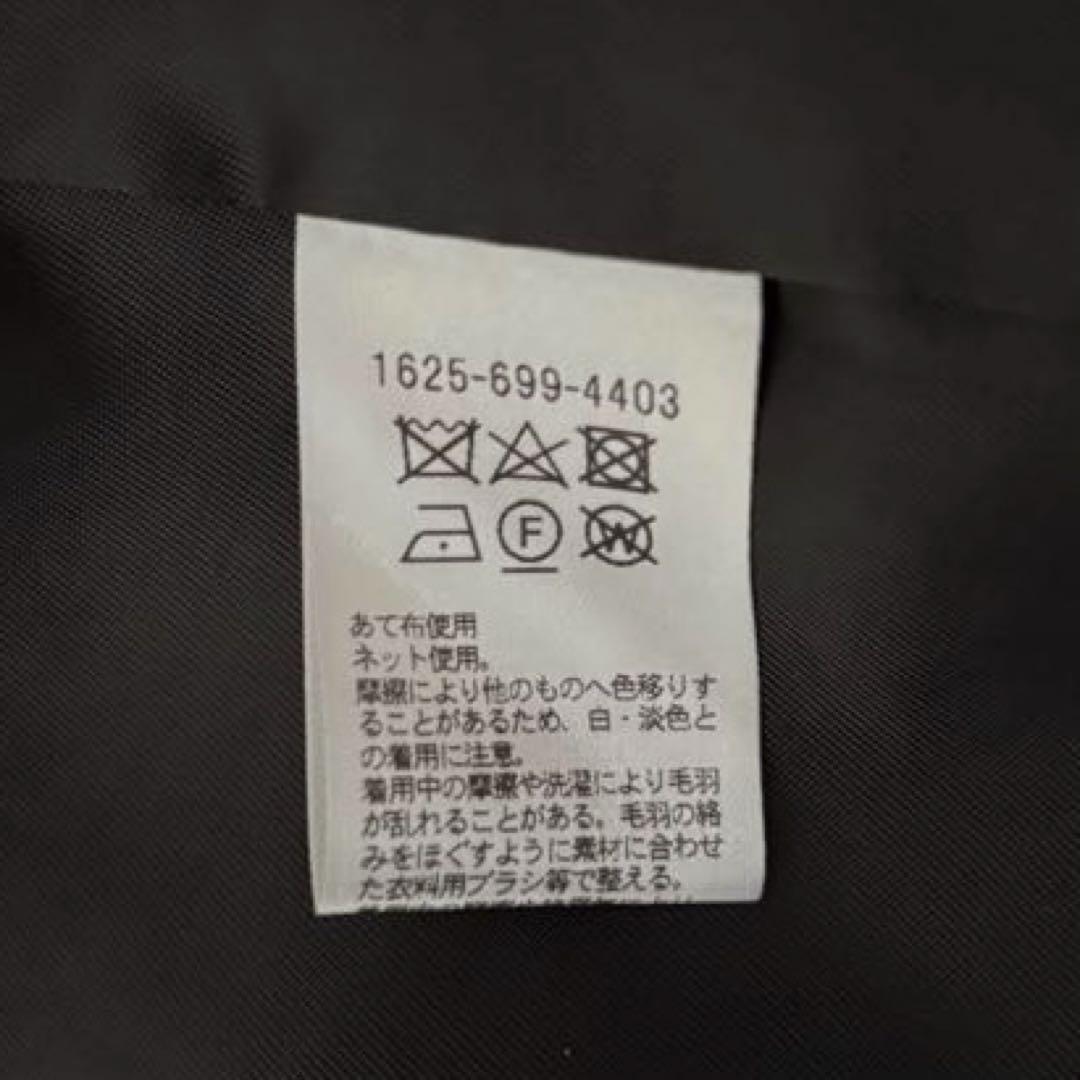 1625-699-4403
F
W
あて布使用
ネット使用。
摩擦により他のものへ色移りす
ることがあるため、白・淡色と
の着用に注意。
着用中の摩擦や洗濯により毛羽
が乱れることがある。毛羽の絡
みをほぐすように素材に合わせ
た衣料用ブラシ等で整える。